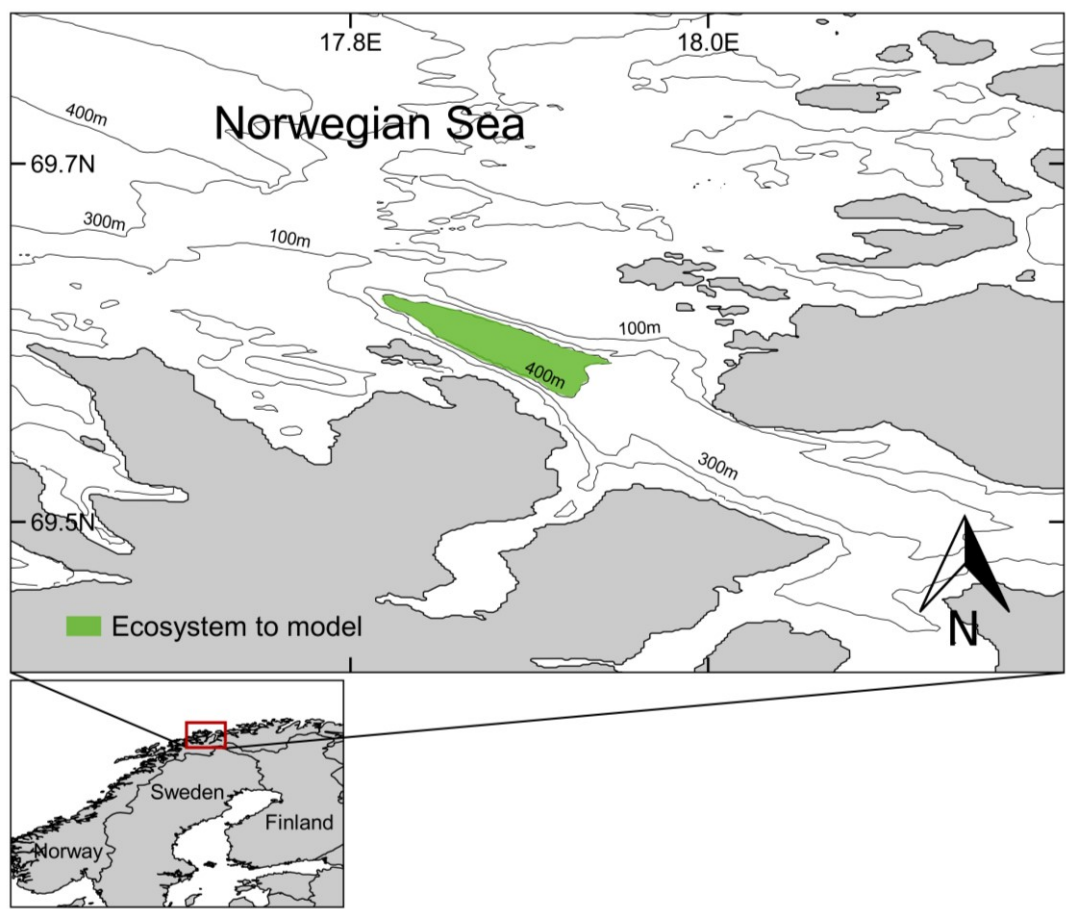 17.8E
18.0E
400m
Norwegian Sea
69.7N
300m
100m
100m
400m
300m
69.5N
Ecosystem to model
N
Sweden
Finland
Norway